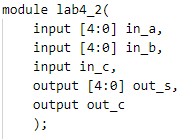 module lab4_2(
input [4:0] in_a,
input [4:0] in_b,
input in_c,
output [4:0] out_s,
output out_c
);